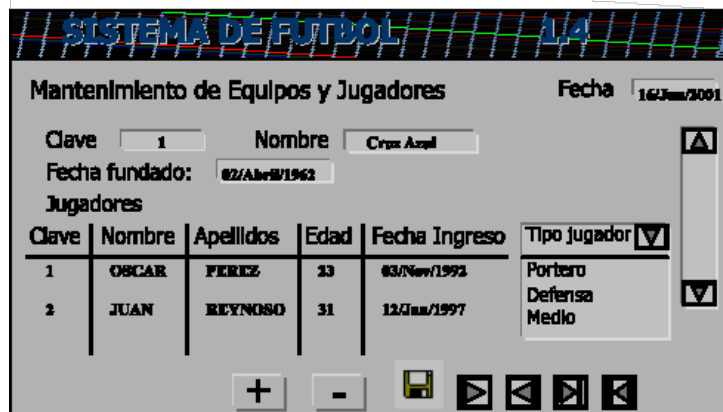 SISTEMA DE FUTBOL 1.4
Mantenimiento de Equipos y Jugadores Fecha 16/Jun/2001
Clave 1 Nombre Cruz Azul
Fecha fundado: 02/Abril/1962
Jugadores
Clave Nombre Apellidos Edad Fecha Ingreso Tipo jugador
1 OSCAR PEREZ 23 03/Nov/1992 Portero
Defensa
2 JUAN REYNOSO 31 12/Jun/1997 Medio
+ -